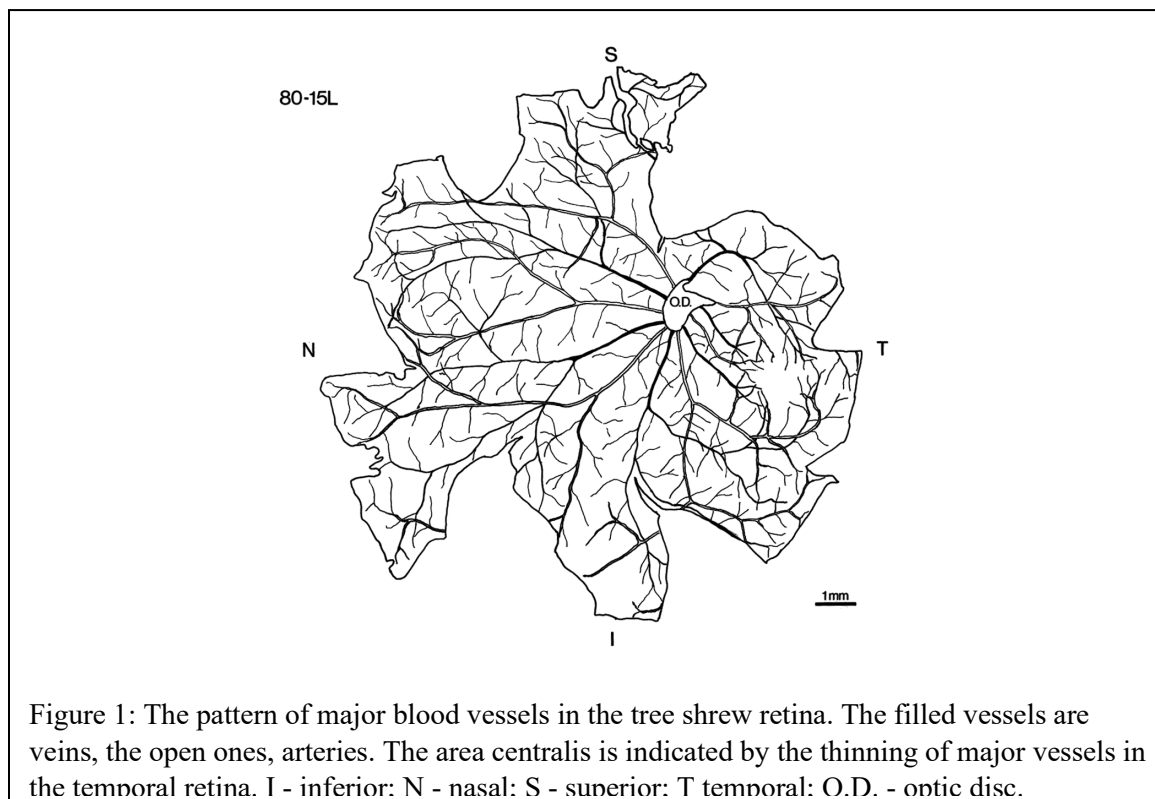 S
80-15L
O.D.
N
T
1mm
I
Figure 1: The pattern of major blood vessels in the tree shrew retina. The filled vessels are
veins, the open ones, arteries. The area centralis is indicated by the thinning of major vessels in
the temporal retina. I - inferior; N - nasal; S - superior; T temporal; O.D. - optic disc.